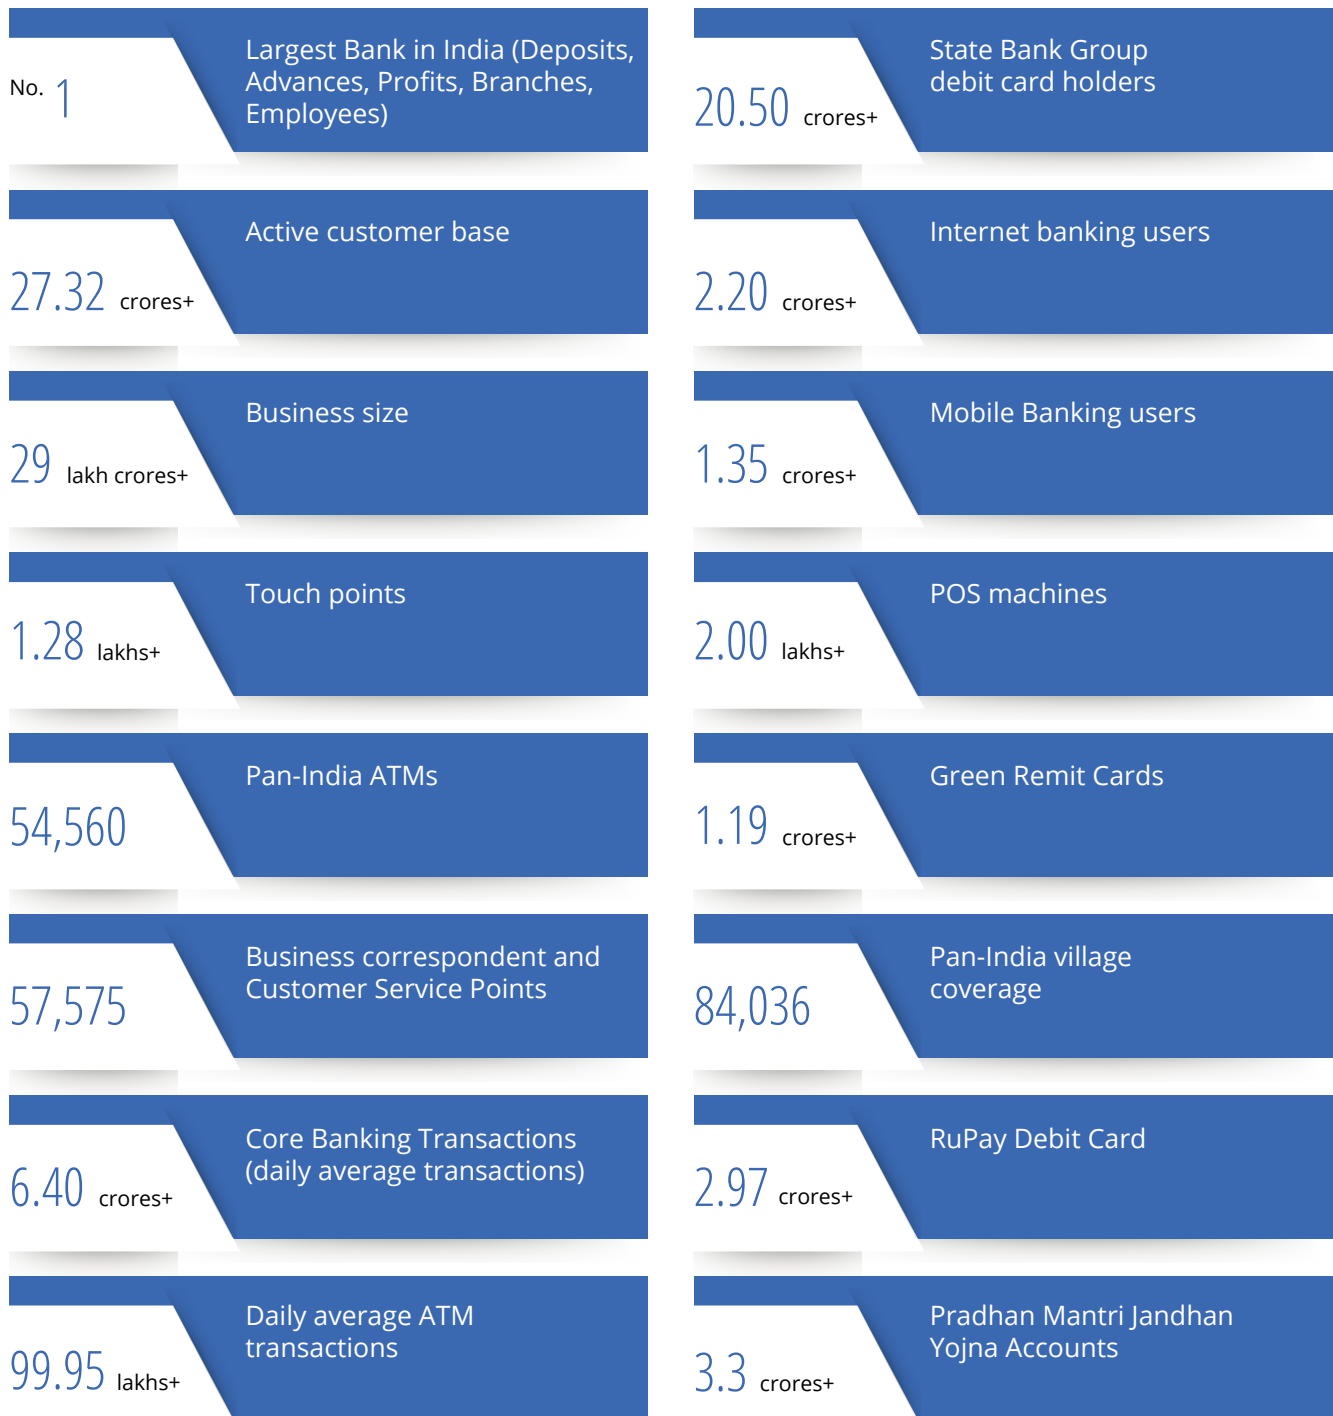 No. 1
Largest Bank in India (Deposits,
Advances, Profits, Branches,
Employees)
27.32 crores+
Active customer base
29 lakh crores+
Business size
1.28 lakhs+
Touch points
54,560
Pan-India ATMs
57,575
Business correspondent and
Customer Service Points
6.40 crores+
Core Banking Transactions
(daily average transactions)
99.95 lakhs+
Daily average ATM
transactions
20.50 crores+
State Bank Group
debit card holders
2.20 crores+
Internet banking users
1.35 crores+
Mobile Banking users
2.00 lakhs+
POS machines
1.19 crores+
Green Remit Cards
84,036
Pan-India village
coverage
2.97 crores+
RuPay Debit Card
3.3 crores+
Pradhan Mantri Jandhan
Yojna Accounts